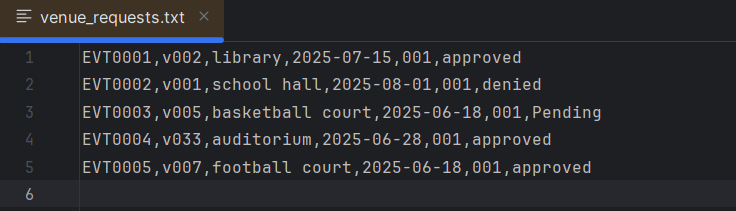 venue_requests.txt
1 EVT0001,v002,library,2025-07-15,001,approved
2 EVT0002,v001,school hall,2025-08-01,001,denied
3 EVT0003,v005,basketball court,2025-06-18,001,Pending
4 EVT0004,v033,auditorium,2025-06-28,001,approved
5 EVT0005,v007,football court,2025-06-18,001,approved
6